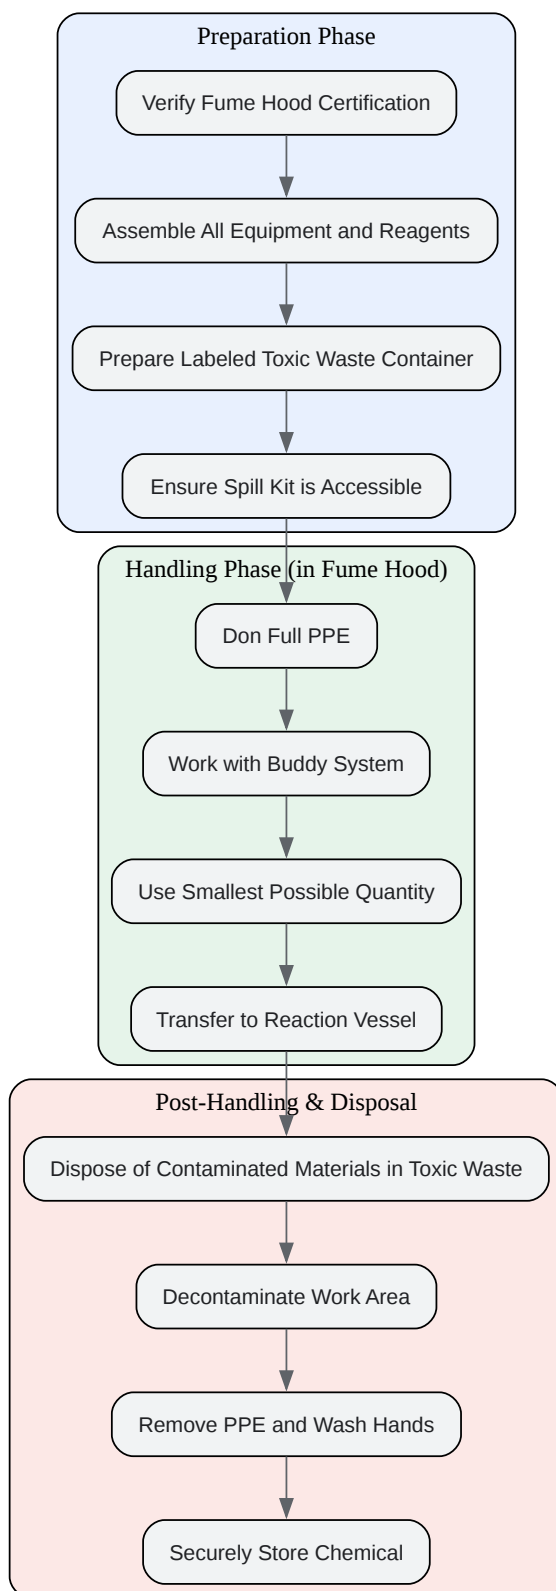 Preparation Phase
Verify Fume Hood Certification
Assemble All Equipment and Reagents
Prepare Labeled Toxic Waste Container
Ensure Spill Kit is Accessible
Handling Phase (in Fume Hood)
Don Full PPE
Work with Buddy System
Use Smallest Possible Quantity
Transfer to Reaction Vessel
Post-Handling & Disposal
Dispose of Contaminated Materials in Toxic Waste
Decontaminate Work Area
Remove PPE and Wash Hands
Securely Store Chemical